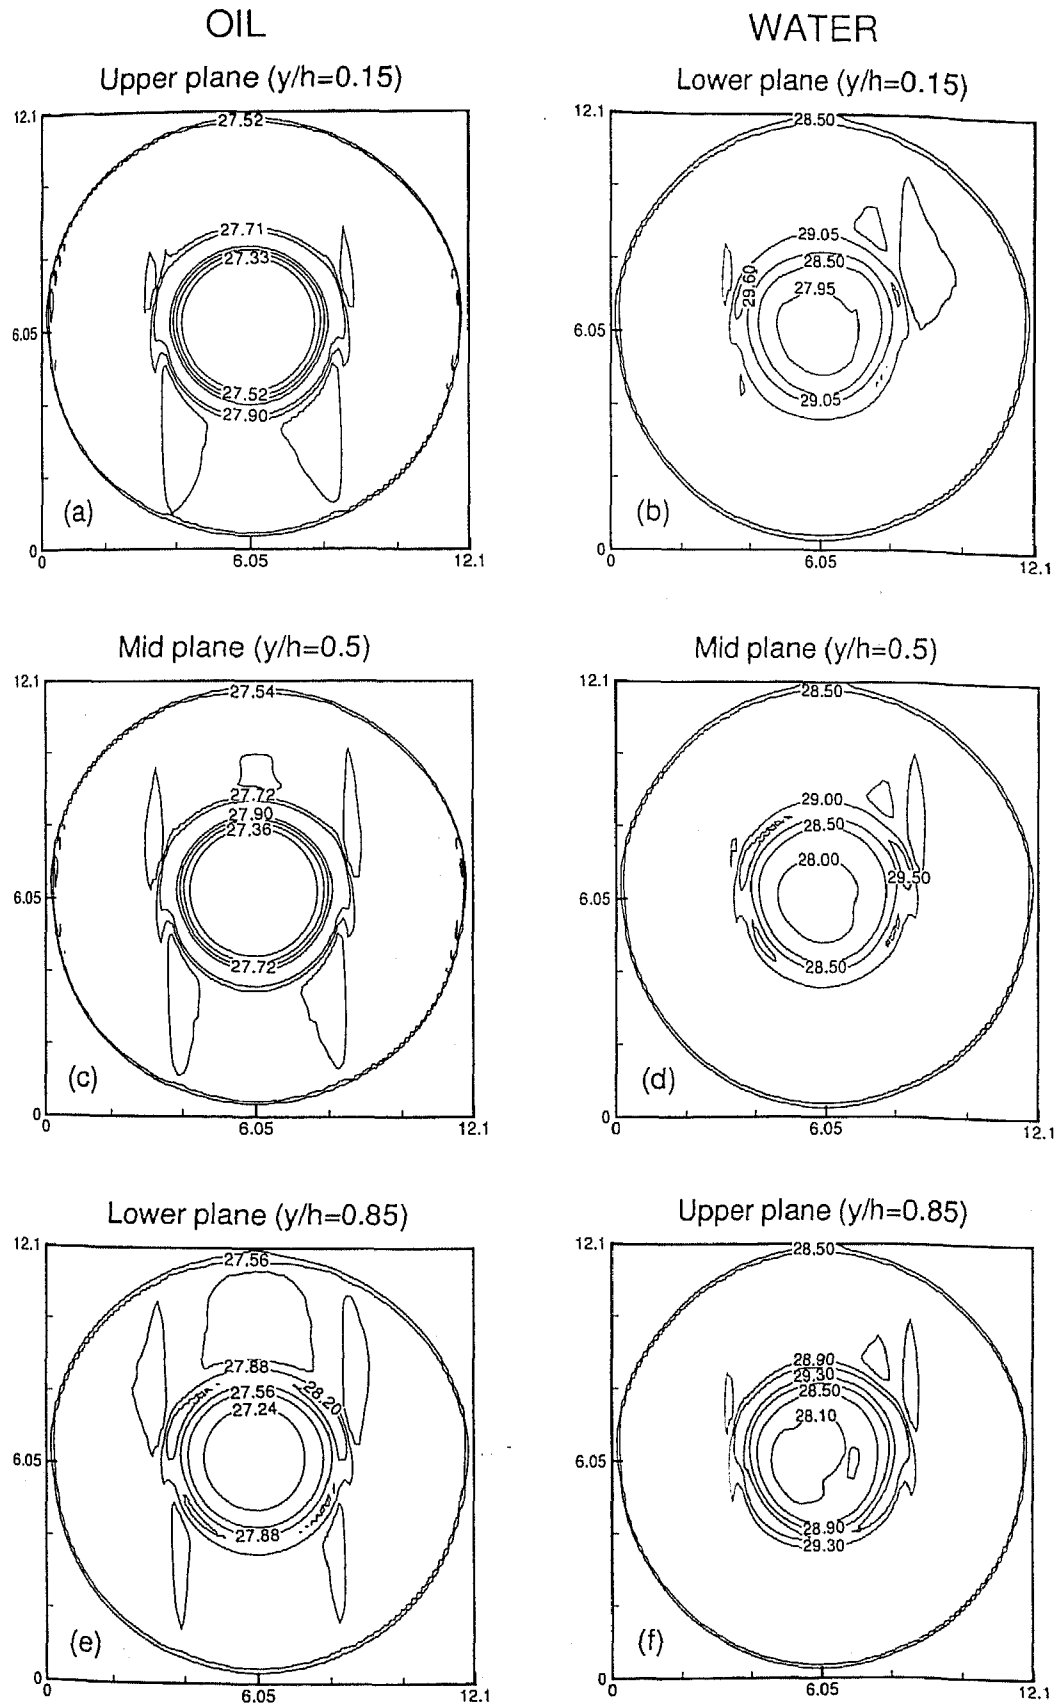 OIL WATER
Upper plane (y/h=0.15) Lower plane (y/h=0.15)
12.1 27.52 12.1 28.50
27.71 29.05
27.33 28.50
29.60 27.95
6.05 6.05
27.52 29.05
27.90
(a) (b)
0 0
0 6.05 12.1 0 6.05 12.1
Mid plane (y/h=0.5) Mid plane (y/h=0.5)
12.1 27.54 12.1 28.50
27.72 29.00
27.90 28.50
27.36 28.00
29.50
6.05 6.05
27.72 28.50
(c) (d)
0 0
0 6.05 12.1 0 6.05 12.1
Lower plane (y/h=0.85) Upper plane (y/h=0.85)
12.1 27.56 12.1 28.50
27.88 28.90
28.20 29.30
27.56 28.50
27.24 28.10
6.05 6.05
27.88 28.90
29.30
(e) (f)
0 0
0 6.05 12.1 0 6.05 12.1